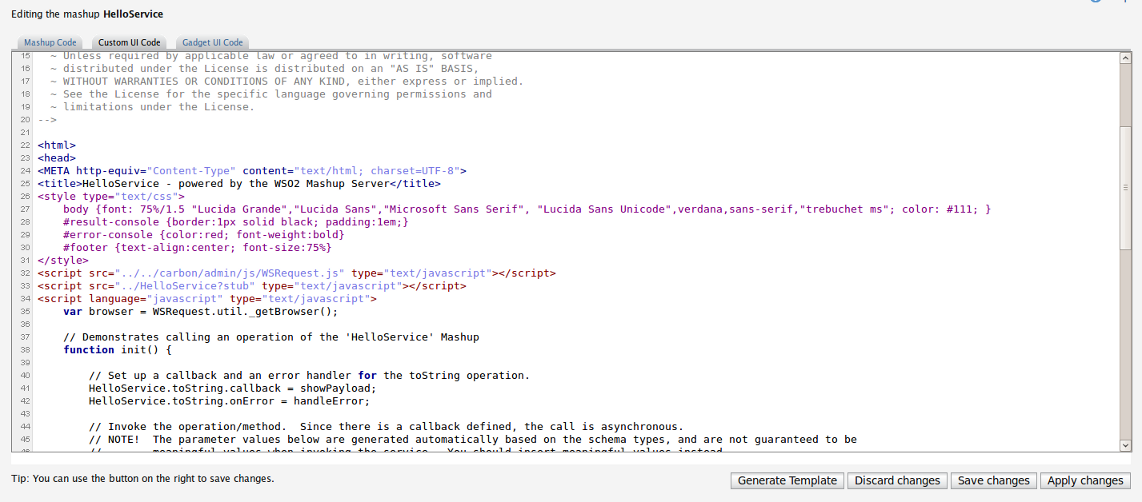 Editing the mashup HelloService
Mashup Code
Custom UI Code
Gadget UI Code
15 ~ Unless required by applicable law or agreed to in writing, software
16 ~ distributed under the License is distributed on an "AS IS" BASIS,
17 ~ WITHOUT WARRANTIES OR CONDITIONS OF ANY KIND, either express or implied.
18 ~ See the License for the specific language governing permissions and
19 ~ limitations under the License.
20 -->
21
22 <html>
23 <head>
24 <META http-equiv="Content-Type" content="text/html; charset=UTF-8">
25 <title>HelloService - powered by the WSO2 Mashup Server</title>
26 <style type="text/css">
27 body {font: 75%/1.5 "Lucida Grande","Lucida Sans","Microsoft Sans Serif", "Lucida Sans Unicode",verdana,sans-serif,"trebuchet ms"; color: #111; }
28 #result-console {border:1px solid black; padding:1em;}
29 #error-console {color:red; font-weight:bold}
30 #footer {text-align:center; font-size:75%}
31 </style>
32 <script src="../../carbon/admin/js/WSRequest.js" type="text/javascript"></script>
33 <script src="../HelloService?stub" type="text/javascript"></script>
34 <script language="javascript" type="text/javascript">
35 var browser = WSRequest.util._getBrowser();
36
37 // Demonstrates calling an operation of the 'HelloService' Mashup
38 function init() {
39
40 // Set up a callback and an error handler for the toString operation.
41 HelloService.toString.callback = showPayload;
42 HelloService.toString.onError = handleError;
43
44 // Invoke the operation/method.  Since there is a callback defined, the call is asynchronous.
45 // NOTE!  The parameter values below are generated automatically based on the schema types, and are not guaranteed to be
46 // meaningful values when invoking the service.  You should insert meaningful values instead.
Tip: You can use the button on the right to save changes.
Generate Template
Discard changes
Save changes
Apply changes